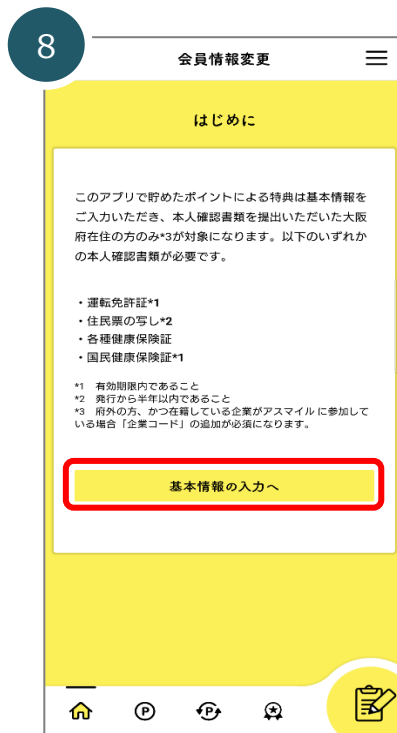 8
会員情報変更
はじめに
このアプリで貯めたポイントによる特典は基本情報を
ご入力いただき、本人確認書類を提出いただいた大阪
府在住の方のみ*3が対象になります。以下のいずれか
の本人確認書類が必要です。
・運転免許証*1
・住民票の写し*2
・各種健康保険証
・国民健康保険証*1
*1 有効期限内であること
*2 発行から半年以内であること
*3 府外の方、かつ在籍している企業がアスマイルに参加して
いる場合「企業コード」の追加が必須になります。
基本情報の入力へ
P
P